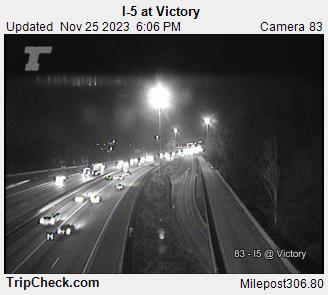 I-5 at Victory
Updated Nov 25 2023 6:06 PM Camera 83
T
N
83 - I5 @ Victory
TripCheck.com Milepost306.80